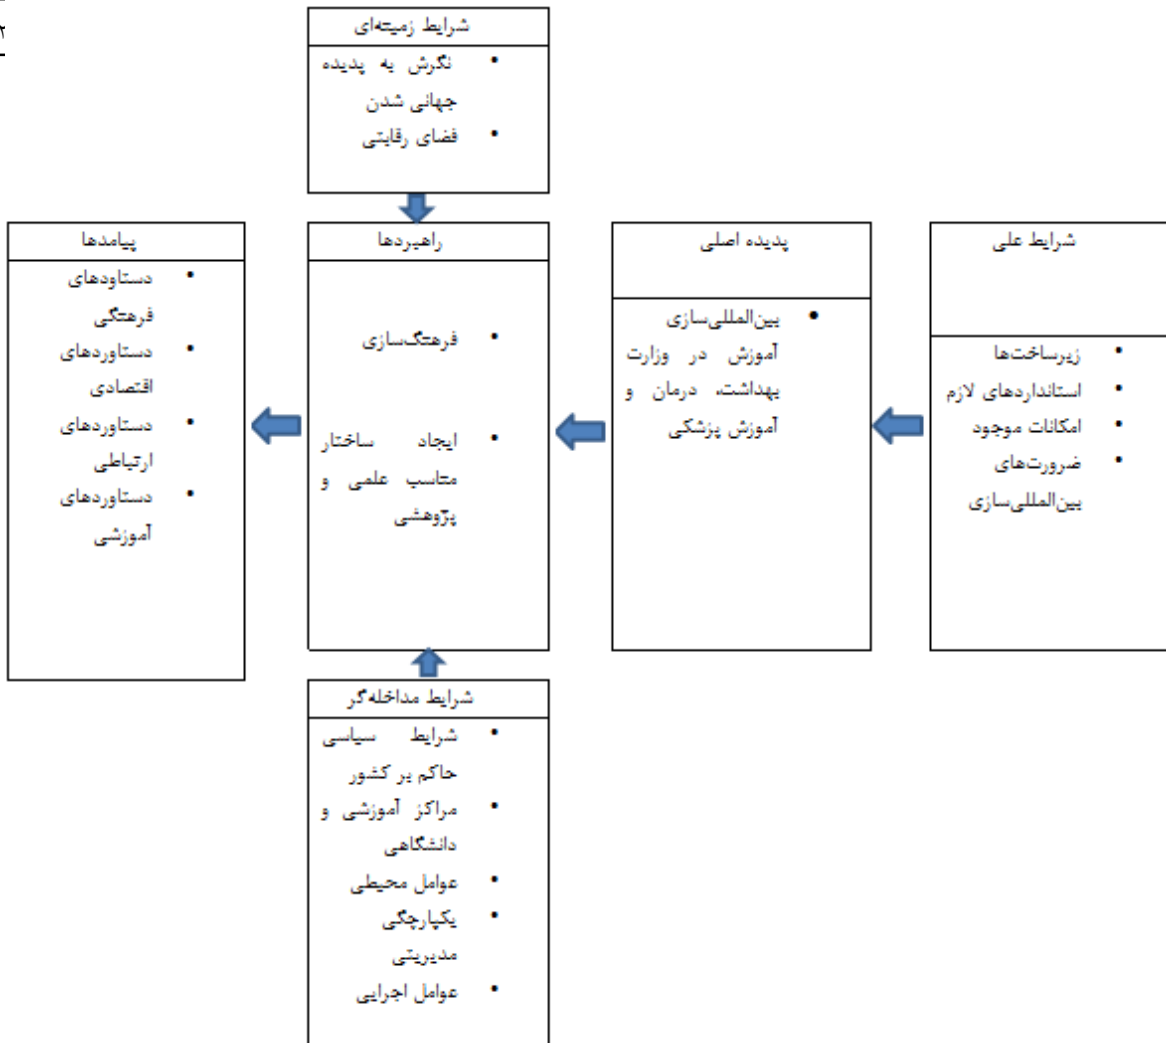 شرایط زمینه‌ای
• نگرش به پدیده
جهانی شدن
• فضای رقابتی
شرایط علی
• زیرساخت‌ها
• استانداردهای لازم
• امکانات موجود
• ضرورت‌های
بین‌المللی‌سازی
پدیده اصلی
• بین‌المللی‌سازی
آموزش در وزارت
بهداشت، درمان و
آموزش پزشکی
راهبردها
• فرهنگ‌سازی
• ایجاد ساختار
مناسب علمی و
پژوهشی
پیامدها
• دستاودهای
فرهنگی
• دستاوردهای
اقتصادی
• دستاوردهای
ارتباطی
• دستاوردهای
آموزشی
شرایط مداخله‌گر
• شرایط سیاسی
حاکم بر کشور
• مراکز آموزشی و
دانشگاهی
• عوامل محیطی
• یکپارچگی
مدیریتی
• عوامل اجرایی